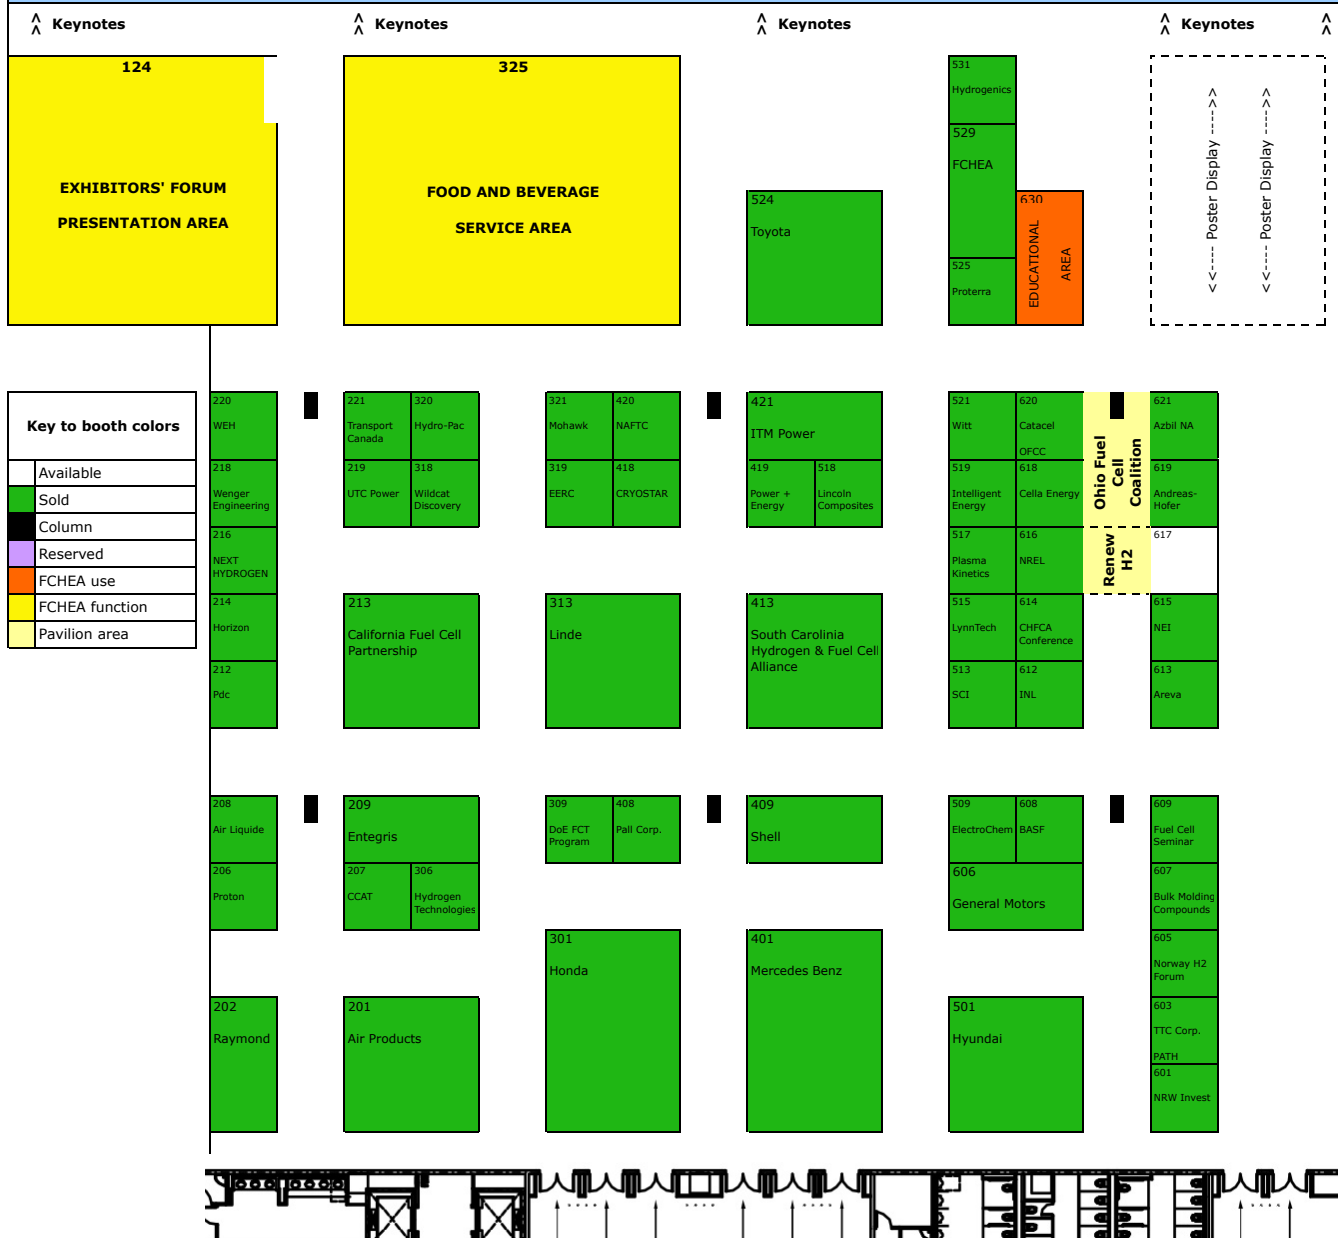 ^
^
Keynotes
^
^
Keynotes
^
^
Keynotes
^
^
Keynotes
^
^
124
EXHIBITORS' FORUM
PRESENTATION AREA
325
FOOD AND BEVERAGE
SERVICE AREA
524
Toyota
531
Hydrogenics
529
FCHEA
525
Proterra
630
EDUCATIONAL
AREA
<<---- Poster Display ---->>
<<---- Poster Display ---->>
Key to booth colors
Available
Sold
Column
Reserved
FCHEA use
FCHEA function
Pavilion area
220
WEH
218
Wenger
Engineering
216
NEXT
HYDROGEN
214
Horizon
212
Pdc
221
Transport
Canada
320
Hydro-Pac
219
UTC Power
318
Wildcat
Discovery
321
Mohawk
420
NAFTC
319
EERC
418
CRYOSTAR
421
ITM Power
419
Power +
Energy
518
Lincoln
Composites
521
Witt
620
Catacel
OFCC
519
Intelligent
Energy
618
Cella Energy
517
Plasma
Kinetics
616
NREL
515
LynnTech
614
CHFCA
Conference
513
SCI
612
INL
Ohio Fuel
Cell
Coalition
Renew
H2
621
Azbil NA
619
Andreas-
Hofer
617
615
NEI
613
Areva
213
California Fuel Cell
Partnership
313
Linde
413
South Carolinia
Hydrogen & Fuel Cell
Alliance
208
Air Liquide
206
Proton
209
Entegris
207
CCAT
306
Hydrogen
Technologies
309
DoE FCT
Program
408
Pall Corp.
409
Shell
509
ElectroChem
608
BASF
606
General Motors
609
Fuel Cell
Seminar
607
Bulk Molding
Compounds
605
Norway H2
Forum
603
TTC Corp.
PATH
601
NRW Invest
202
Raymond
201
Air Products
301
Honda
401
Mercedes Benz
501
Hyundai